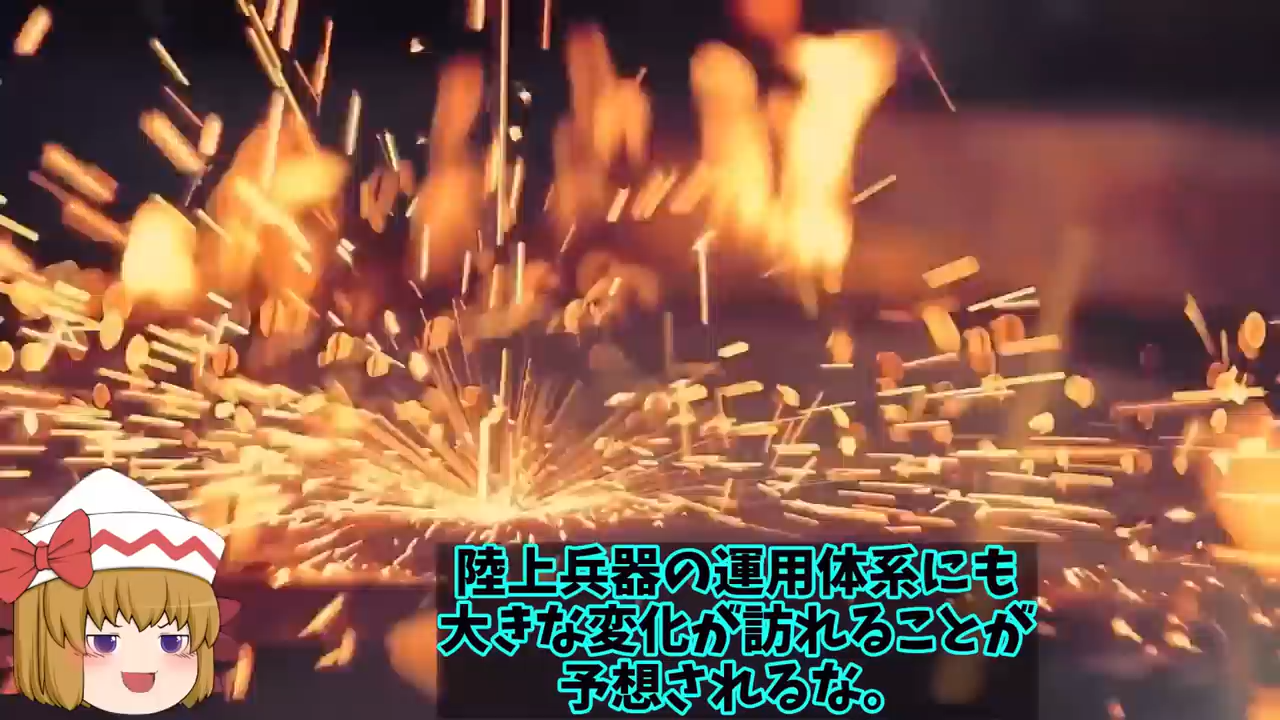 陸上兵器の運用体系にも
大きな変化が訪れることが
予想されるな。